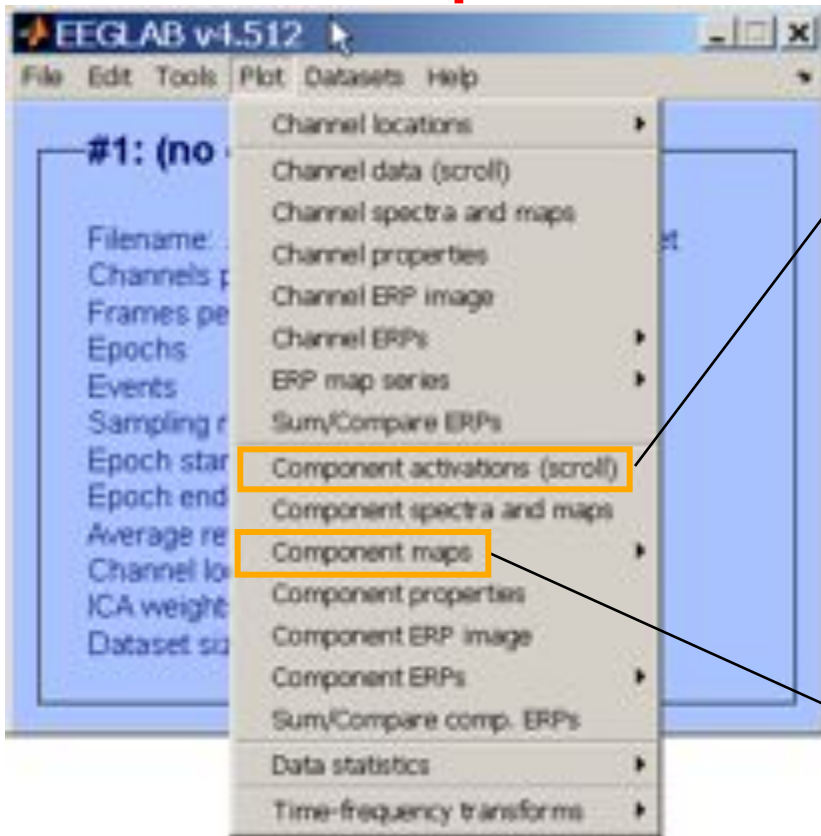 EEGLAB v4.512
File Edit Tools Plot Datasets Help
#1: (no
Channel locations
Channel data (scroll)
Channel spectra and maps
Filename:
Channel properties
et
Channels p
Channel ERP image
Frames pe
Channel ERPs
Epochs
ERP map series
Events
Sum/Compare ERPs
Sampling r
Component activations (scroll)
Epoch star
Component spectra and maps
Epoch end
Average re
Component maps
Channel lo
Component properties
ICA weight
Component ERP image
Dataset siz
Component ERPs
Sum/Compare comp. ERPs
Data statistics
Time-frequency transforms